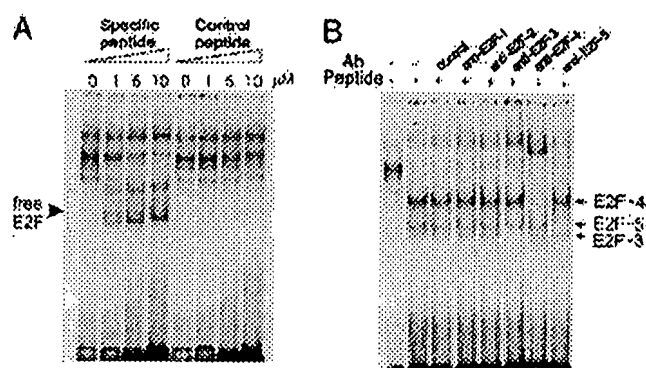 A
Specific peptide
Control peptide
0 1 5 10 0 1 5 10 μM
free E2F
B
Ab
Peptide
control
anti-E2F-1
anti-E2F-2
anti-E2F-3
anti-E2F-4
anti-E2F-5
E2F-4
E2F-5
E2F-3